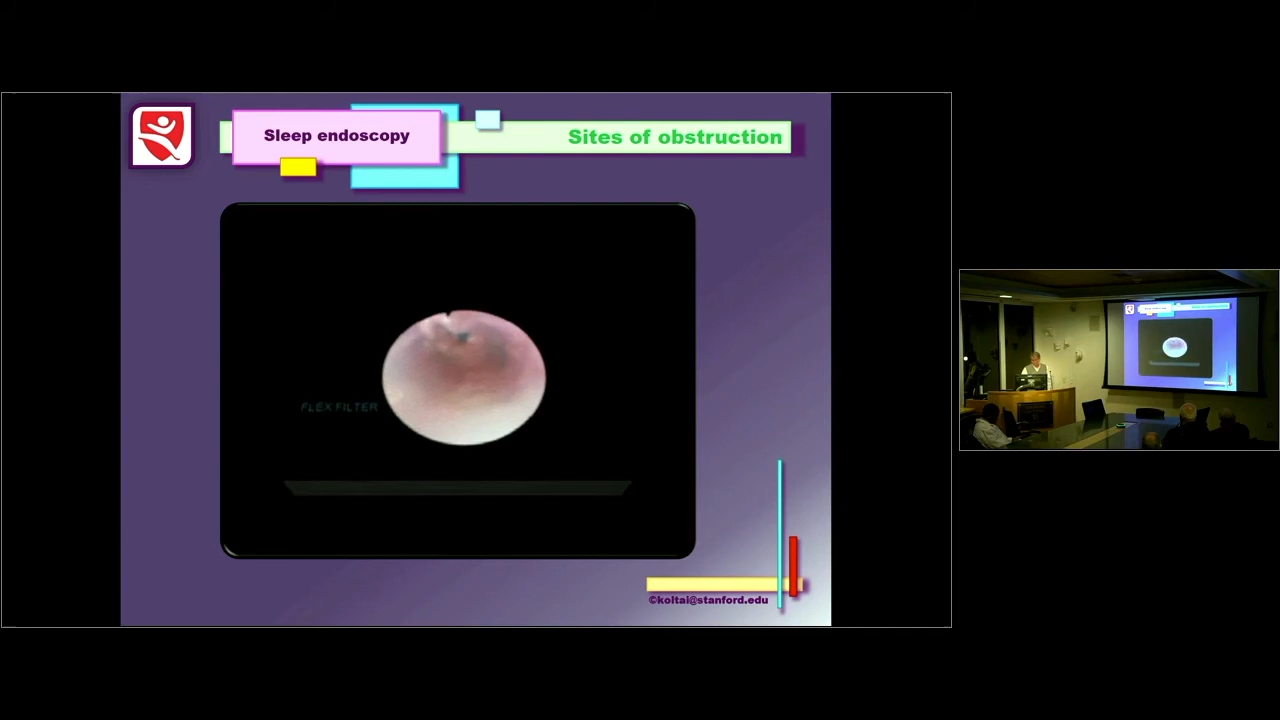 Sleep endoscopy
Sites of obstruction
FLEX FILTER
©koltai@stanford.edu